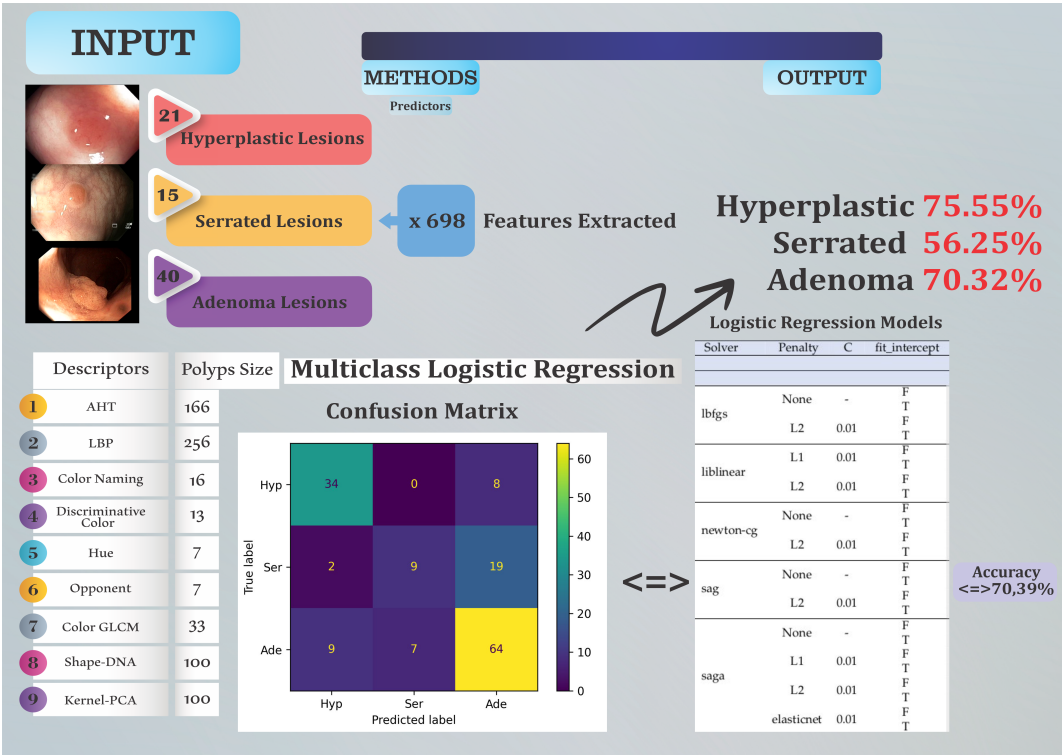 INPUT
METHODS
OUTPUT
Predictors
21
Hyperplastic Lesions
15
Serrated Lesions
x 698
Features Extracted
40
Adenoma Lesions
Hyperplastic 75.55%
Serrated 56.25%
Adenoma 70.32%
Descriptors Polyps Size
1 AHT 166
2 LBP 256
3 Color Naming 16
4 Discriminative
Color 13
5 Hue 7
6 Opponent 7
7 Color GLCM 33
8 Shape-DNA 100
9 Kernel-PCA 100
Multiclass Logistic Regression
Confusion Matrix
True label
Hyp 34 0 8
Ser 2 9 19
Ade 9 7 64
Hyp Ser Ade
Predicted label
60
50
40
30
20
10
0
<=>
Logistic Regression Models
Solver Penalty C fit_intercept
lbfgs
None - F
T
L2 0.01 F
T
liblinear
L1 0.01 F
T
L2 0.01 F
T
newton-cg
None - F
T
L2 0.01 F
T
sag
None - F
T
L2 0.01 F
T
saga
None - F
T
L1 0.01 F
T
L2 0.01 F
T
elasticnet 0.01 F
T
Accuracy
<=>70,39%